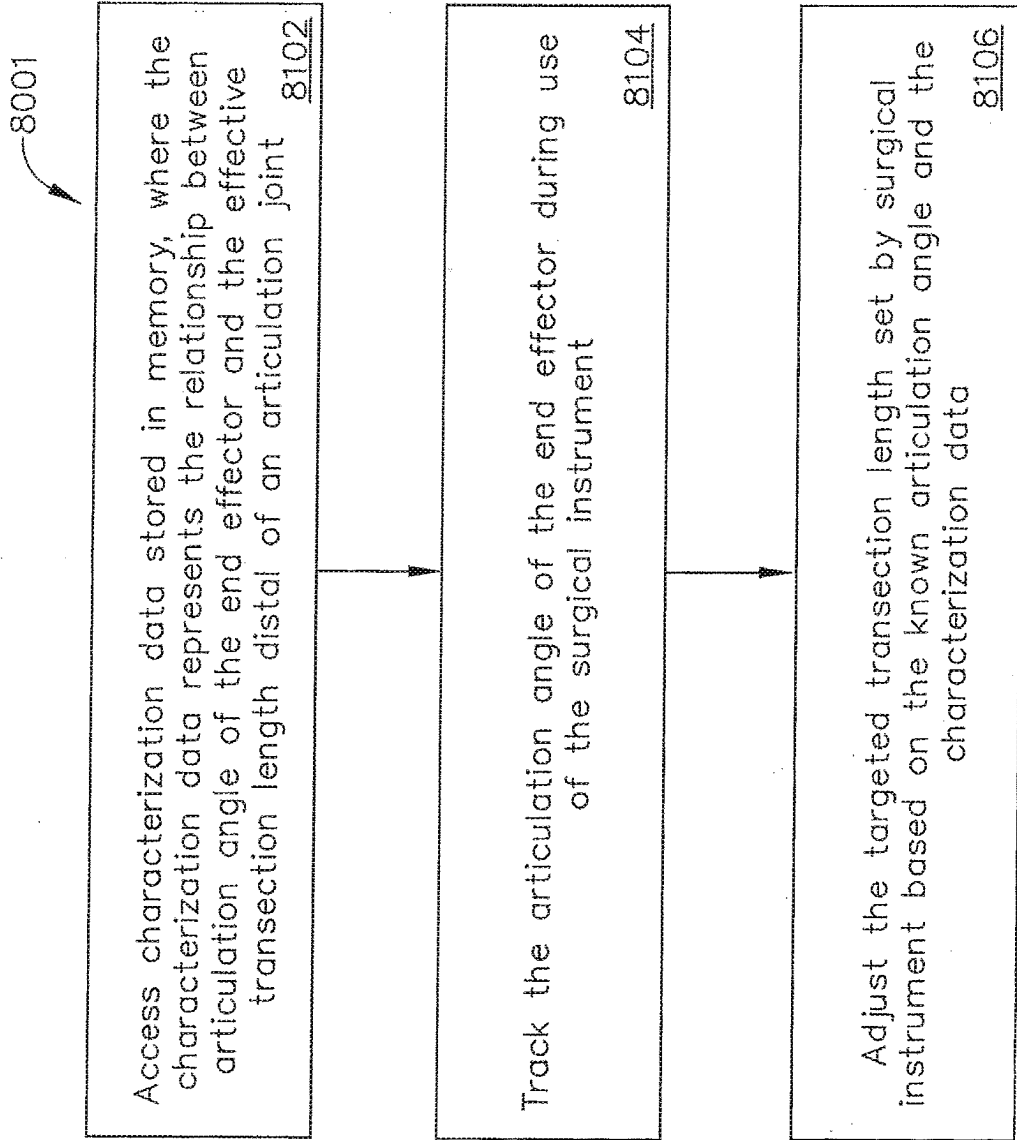 8001
Access characterization data stored in memory, where the
characterization data represents the relationship between
articulation angle of the end effector and the effective
transection length distal of an articulation joint
8102
Track the articulation angle of the end effector during use
of the surgical instrument
8104
Adjust the targeted transection length set by surgical
instrument based on the known articulation angle and the
characterization data
8106